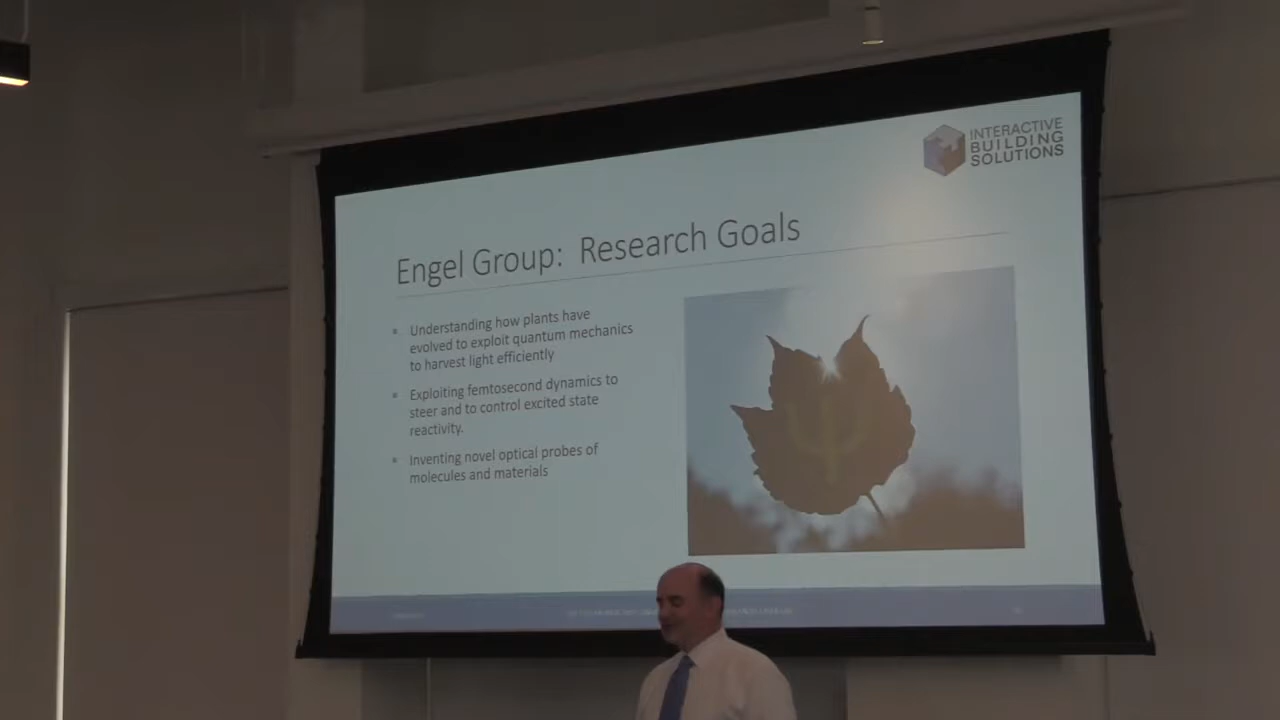 INTERACTIVE
BUILDING
SOLUTIONS
Engel Group: Research Goals
Understanding how plants have
evolved to exploit quantum mechanics
to harvest light efficiently
Exploiting femtosecond dynamics to
steer and to control excited state
reactivity.
Inventing novel optical probes of
molecules and materials
ψ